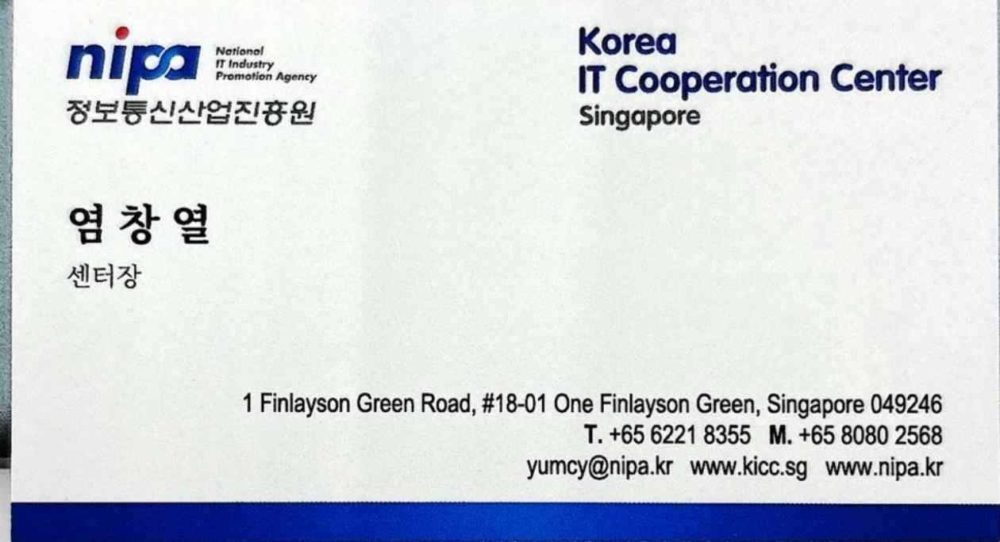 nipa
National
IT Industry
Promotion Agency
정보통신산업진흥원
Korea
IT Cooperation Center
Singapore
염창열
센터장
1 Finlayson Green Road, #18-01 One Finlayson Green, Singapore 049246
T. +65 6221 8355 M. +65 8080 2568
yumcy@nipa.kr www.kicc.sg www.nipa.kr